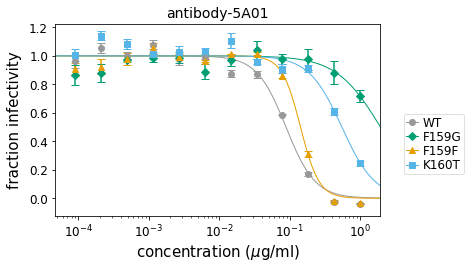 antibody-5A01
1.2
1.0
0.8
0.6
0.4
0.2
0.0
fraction infectivity
10⁻⁴
10⁻³
10⁻²
10⁻¹
10⁰
concentration (μg/ml)
WT
F159G
F159F
K160T